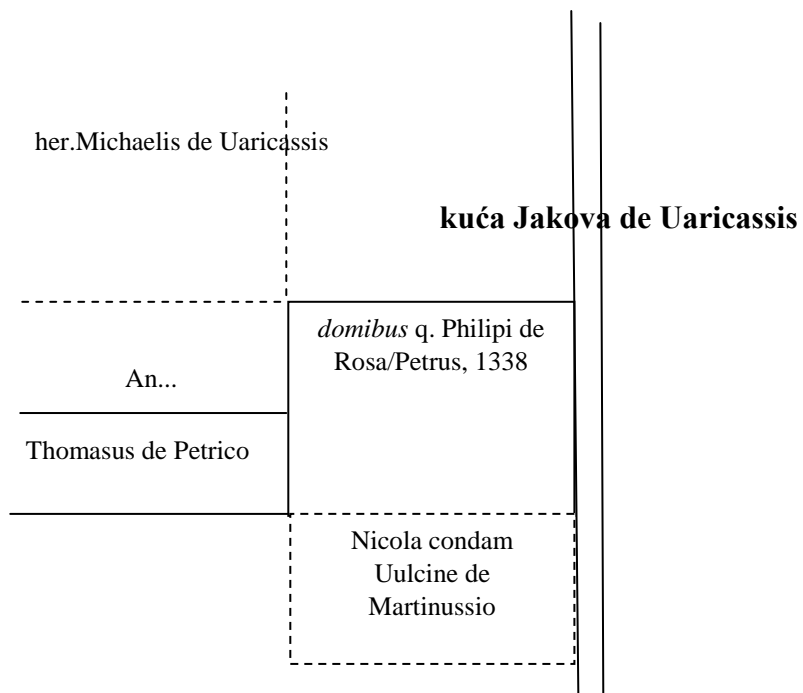 her.Michaelis de Uaricassis
kuća Jakova de Uaricassis
domibus q. Philipi de
Rosa/Petrus, 1338
An...
Thomasus de Petrico
Nicola condam
Uulcine de
Martinussio